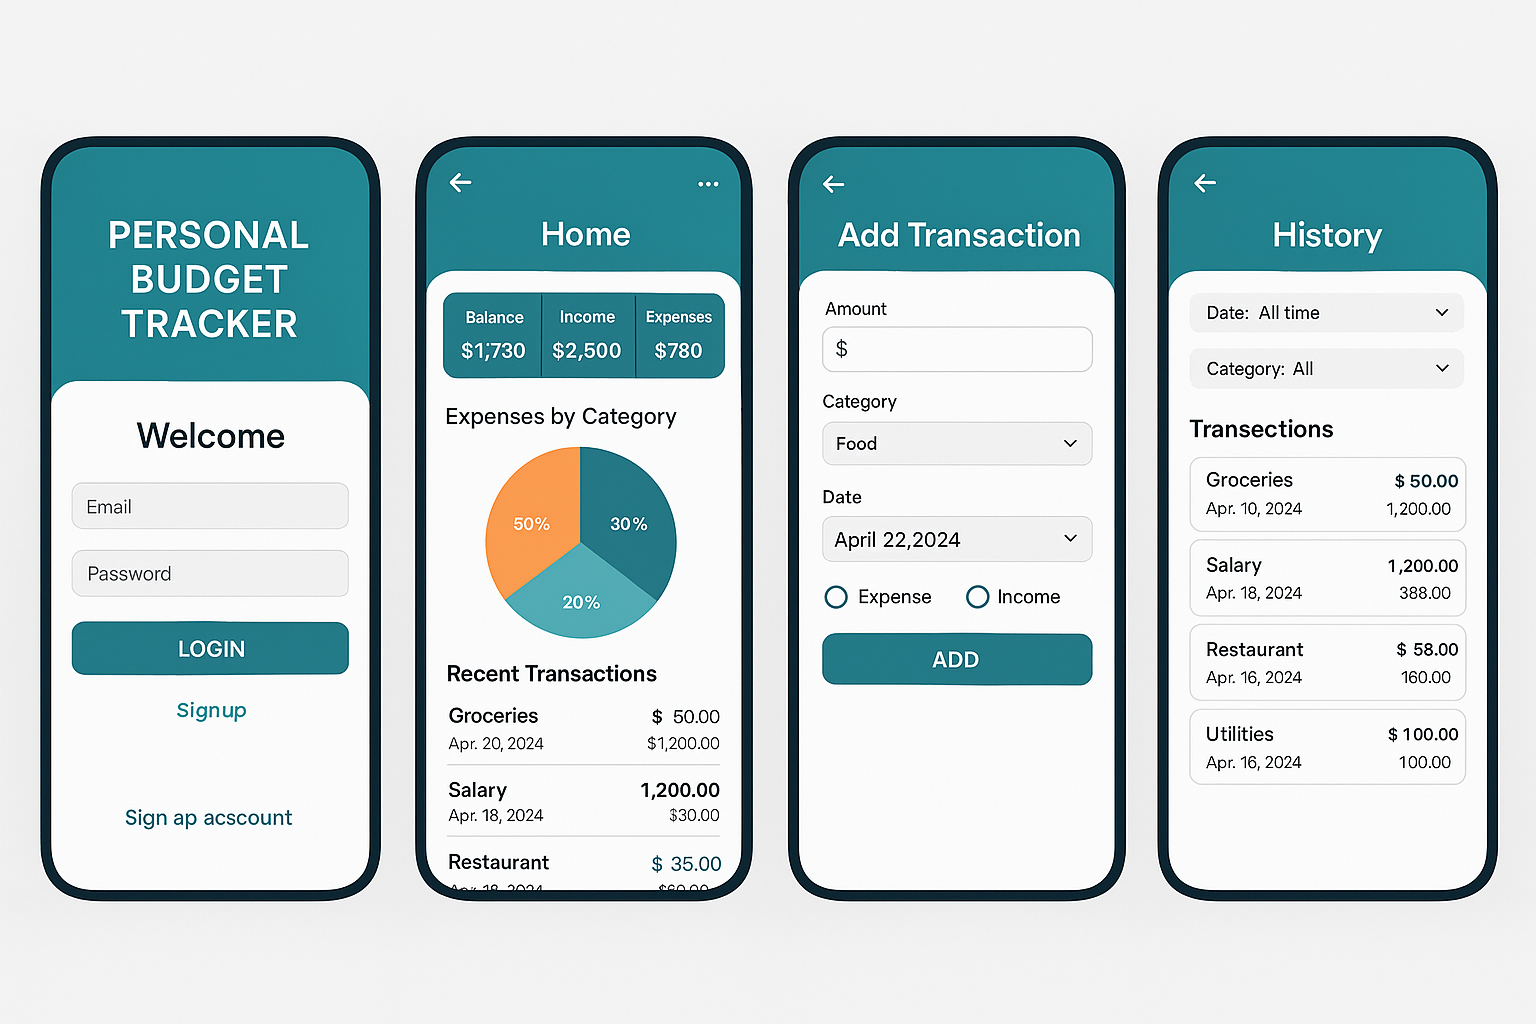 PERSONAL
BUDGET
TRACKER
Welcome
Email
Password
LOGIN
Signup
Sign ap acscount
Home
Balance Income Expenses
$1,730 $2,500 $780
Expenses by Category
50% 30%
20%
Recent Transactions
Groceries $ 50.00
Apr. 20, 2024 $1,200.00
Salary 1,200.00
Apr. 18, 2024 $30.00
Restaurant $ 35.00
Apr. 18, 2024 $60.00
Add Transaction
Amount
$
Category
Food
Date
April 22,2024
Expense Income
ADD
History
Date: All time
Category: All
Transections
Groceries $ 50.00
Apr. 10, 2024 1,200.00
Salary 1,200.00
Apr. 18, 2024 388.00
Restaurant $ 58.00
Apr. 16, 2024 160.00
Utilities $ 100.00
Apr. 16, 2024 100.00